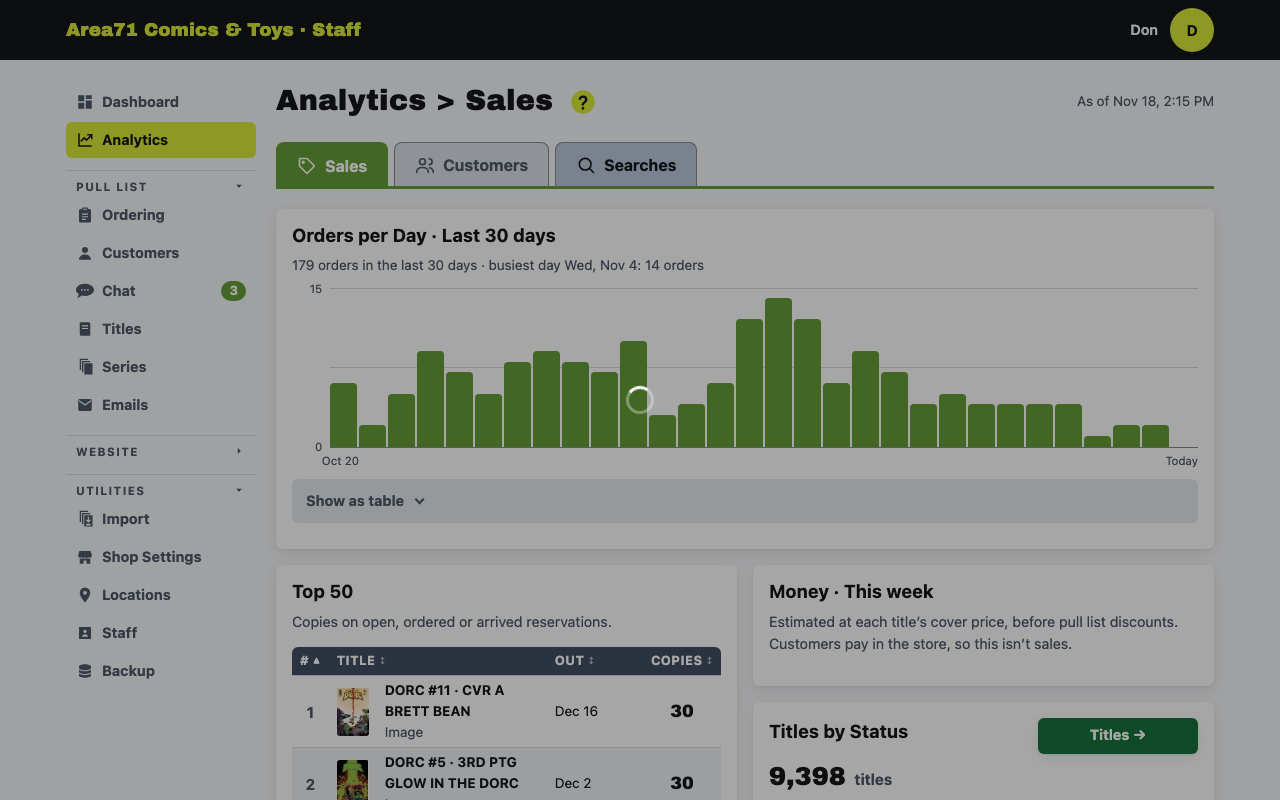 Area71 Comics & Toys · Staff
Don
D
Dashboard
Analytics
PULL LIST
Ordering
Customers
Chat
3
Titles
Series
Emails
WEBSITE
UTILITIES
Import
Shop Settings
Locations
Staff
Backup
Analytics > Sales
?
As of Nov 18, 2:15 PM
Sales
Customers
Searches
Orders per Day · Last 30 days
179 orders in the last 30 days · busiest day Wed, Nov 4: 14 orders
15
0
Oct 20
Today
Show as table
Top 50
Copies on open, ordered or arrived reservations.
# TITLE OUT COPIES
1
DORC #11 · CVR A
BRETT BEAN
Image
Dec 16
30
2
DORC #5 · 3RD PTG
GLOW IN THE DORC
Dec 2
30
Money · This week
Estimated at each title’s cover price, before pull list discounts.
Customers pay in the store, so this isn’t sales.
Titles by Status
Titles →
9,398 titles